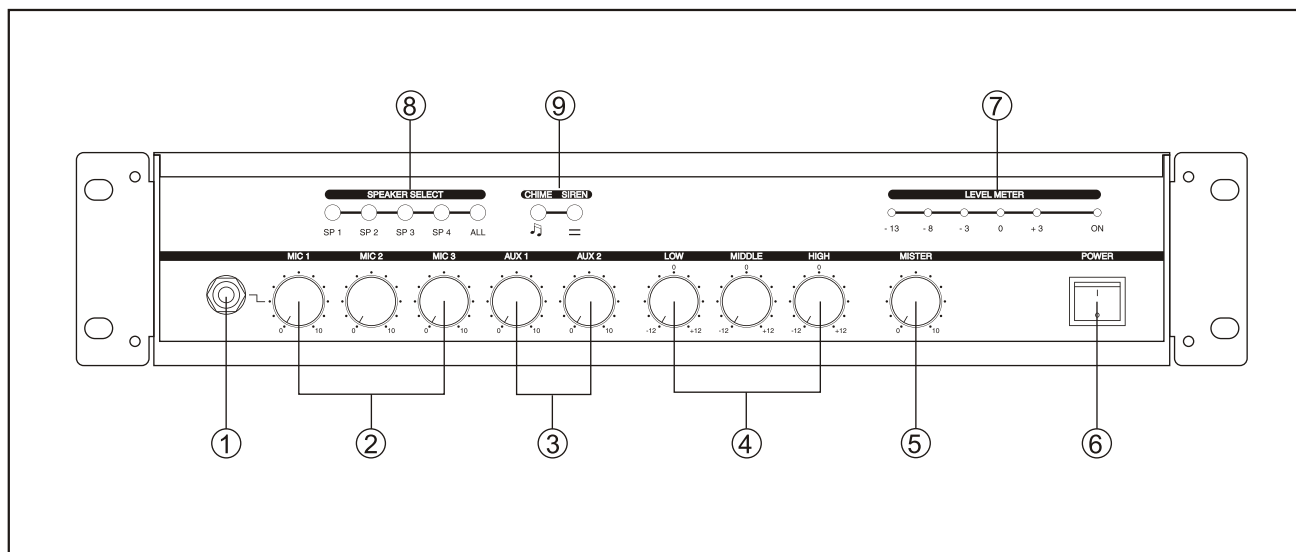 ⑧ ⑨ ⑦
SPEAKER SELECT CHIME SIREN LEVEL METER
SP 1 SP 2 SP 3 SP 4 ALL - 13 - 8 - 3 0 + 3 ON
MIC 1 MIC 2 MIC 3 AUX 1 AUX 2 LOW MIDDLE HIGH MISTER POWER
0 0 0
I
O
0 10 0 10 0 10 0 10 0 10 -12 +12 -12 +12 -12 +12 0 10
① ② ③ ④ ⑤ ⑥